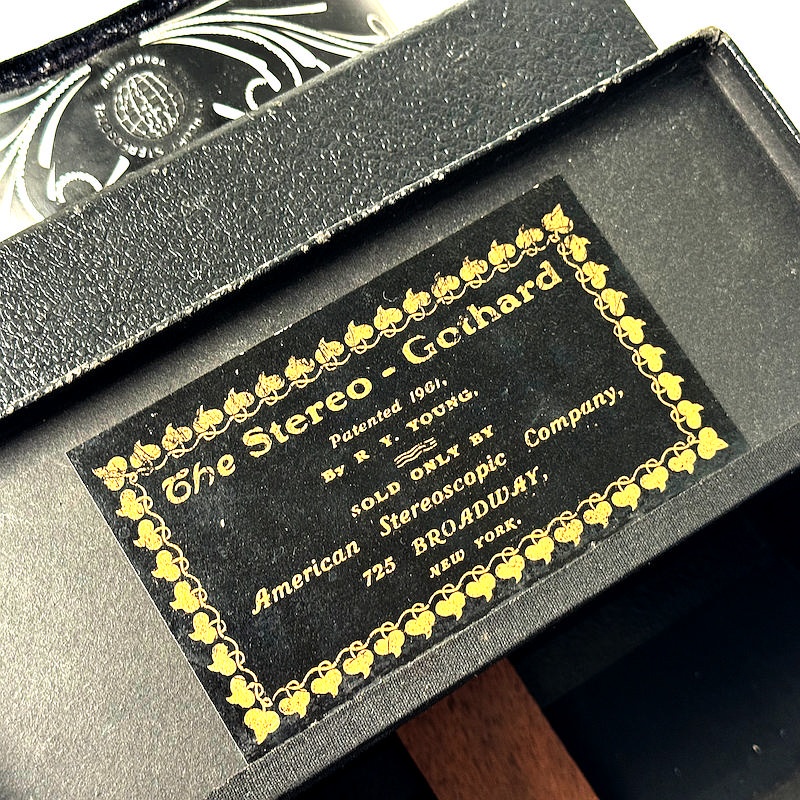 The Stereo - Gothard
Patented 1901,
By R. Y. YOUNG.
SOLD ONLY BY
American Stereoscopic Company,
725 BROADWAY,
NEW YORK.